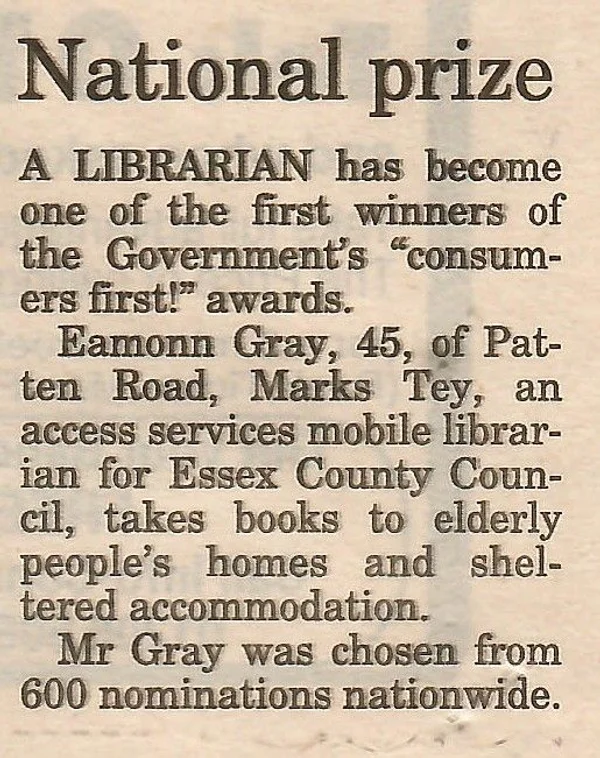 National prize
A LIBRARIAN has become
one of the first winners of
the Government's “consum-
ers first!” awards.
Eamonn Gray, 45, of Pat-
ten Road, Marks Tey, an
access services mobile librar-
ian for Essex County Coun-
cil, takes books to elderly
people's homes and shel-
tered accommodation.
Mr Gray was chosen from
600 nominations nationwide.